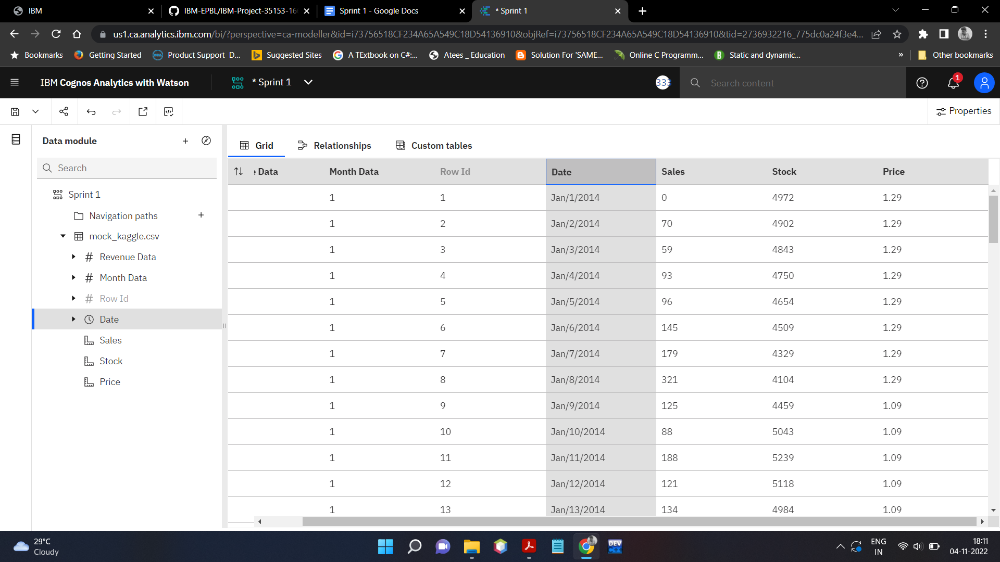 IBM
IBM-EPBL/IBM-Project-35153-16
Sprint 1 - Google Docs
* Sprint 1
us1.ca.analytics.ibm.com/bi/?perspective=ca-modeller&id=i73756518CF234A65A549C18D54136910&objRef=i73756518CF234A65A549C18D54136910&tid=2736932216_775dc0a24f3e4...
Bookmarks
Getting Started
Product Support D...
Suggested Sites
A TExtbook on C#:...
Atees _ Education
Solution For 'SAME...
Online C Programm...
Static and dynamic...
»
Other bookmarks
IBM Cognos Analytics with Watson
* Sprint 1
333
Search content
1
Properties
Data module
Search
Sprint 1
Navigation paths
mock_kaggle.csv
Revenue Data
Month Data
Row Id
Date
Sales
Stock
Price
Grid
Relationships
Custom tables
e Data Month Data Row Id Date Sales Stock Price
1 1 Jan/1/2014 0 4972 1.29
1 2 Jan/2/2014 70 4902 1.29
1 3 Jan/3/2014 59 4843 1.29
1 4 Jan/4/2014 93 4750 1.29
1 5 Jan/5/2014 96 4654 1.29
1 6 Jan/6/2014 145 4509 1.29
1 7 Jan/7/2014 179 4329 1.29
1 8 Jan/8/2014 321 4104 1.29
1 9 Jan/9/2014 125 4459 1.09
1 10 Jan/10/2014 88 5043 1.09
1 11 Jan/11/2014 188 5239 1.09
1 12 Jan/12/2014 121 5118 1.09
1 13 Jan/13/2014 134 4984 1.09
29°C
Cloudy
DEV
C++
ENG
IN
18:11
04-11-2022